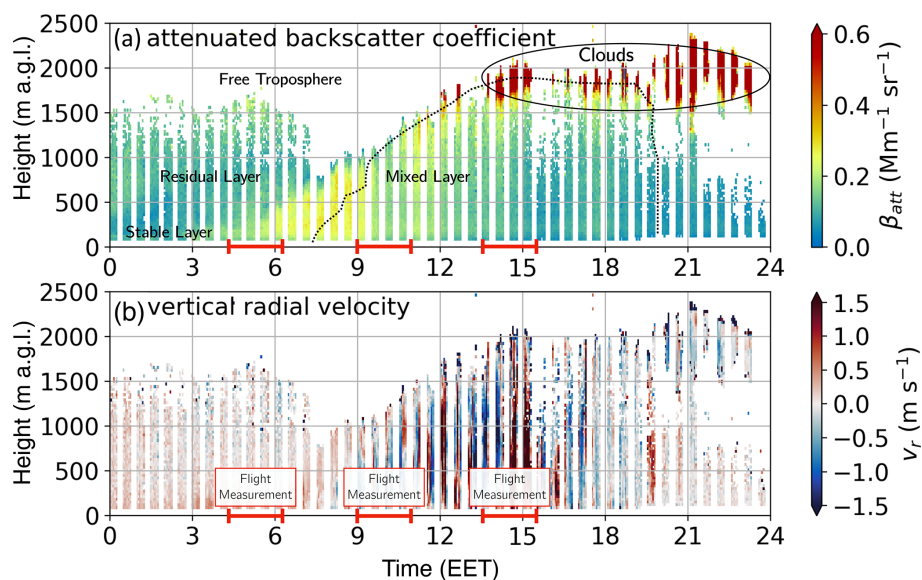 (a) attenuated backscatter coefficient
Clouds
Free Troposphere
Residual Layer
Mixed Layer
Stable Layer
Height (m a.g.l.)
2500
2000
1500
1000
500
0
0 3 6 9 12 15 18 21 24
0.6
0.4
0.2
0.0
βatt (Mm−1 sr−1)
(b) vertical radial velocity
Height (m a.g.l.)
2500
2000
1500
1000
500
0
Flight
Measurement
Flight
Measurement
Flight
Measurement
0 3 6 9 12 15 18 21 24
Time (EET)
1.5
1.0
0.5
0.0
−0.5
−1.0
−1.5
vr (m s−1)